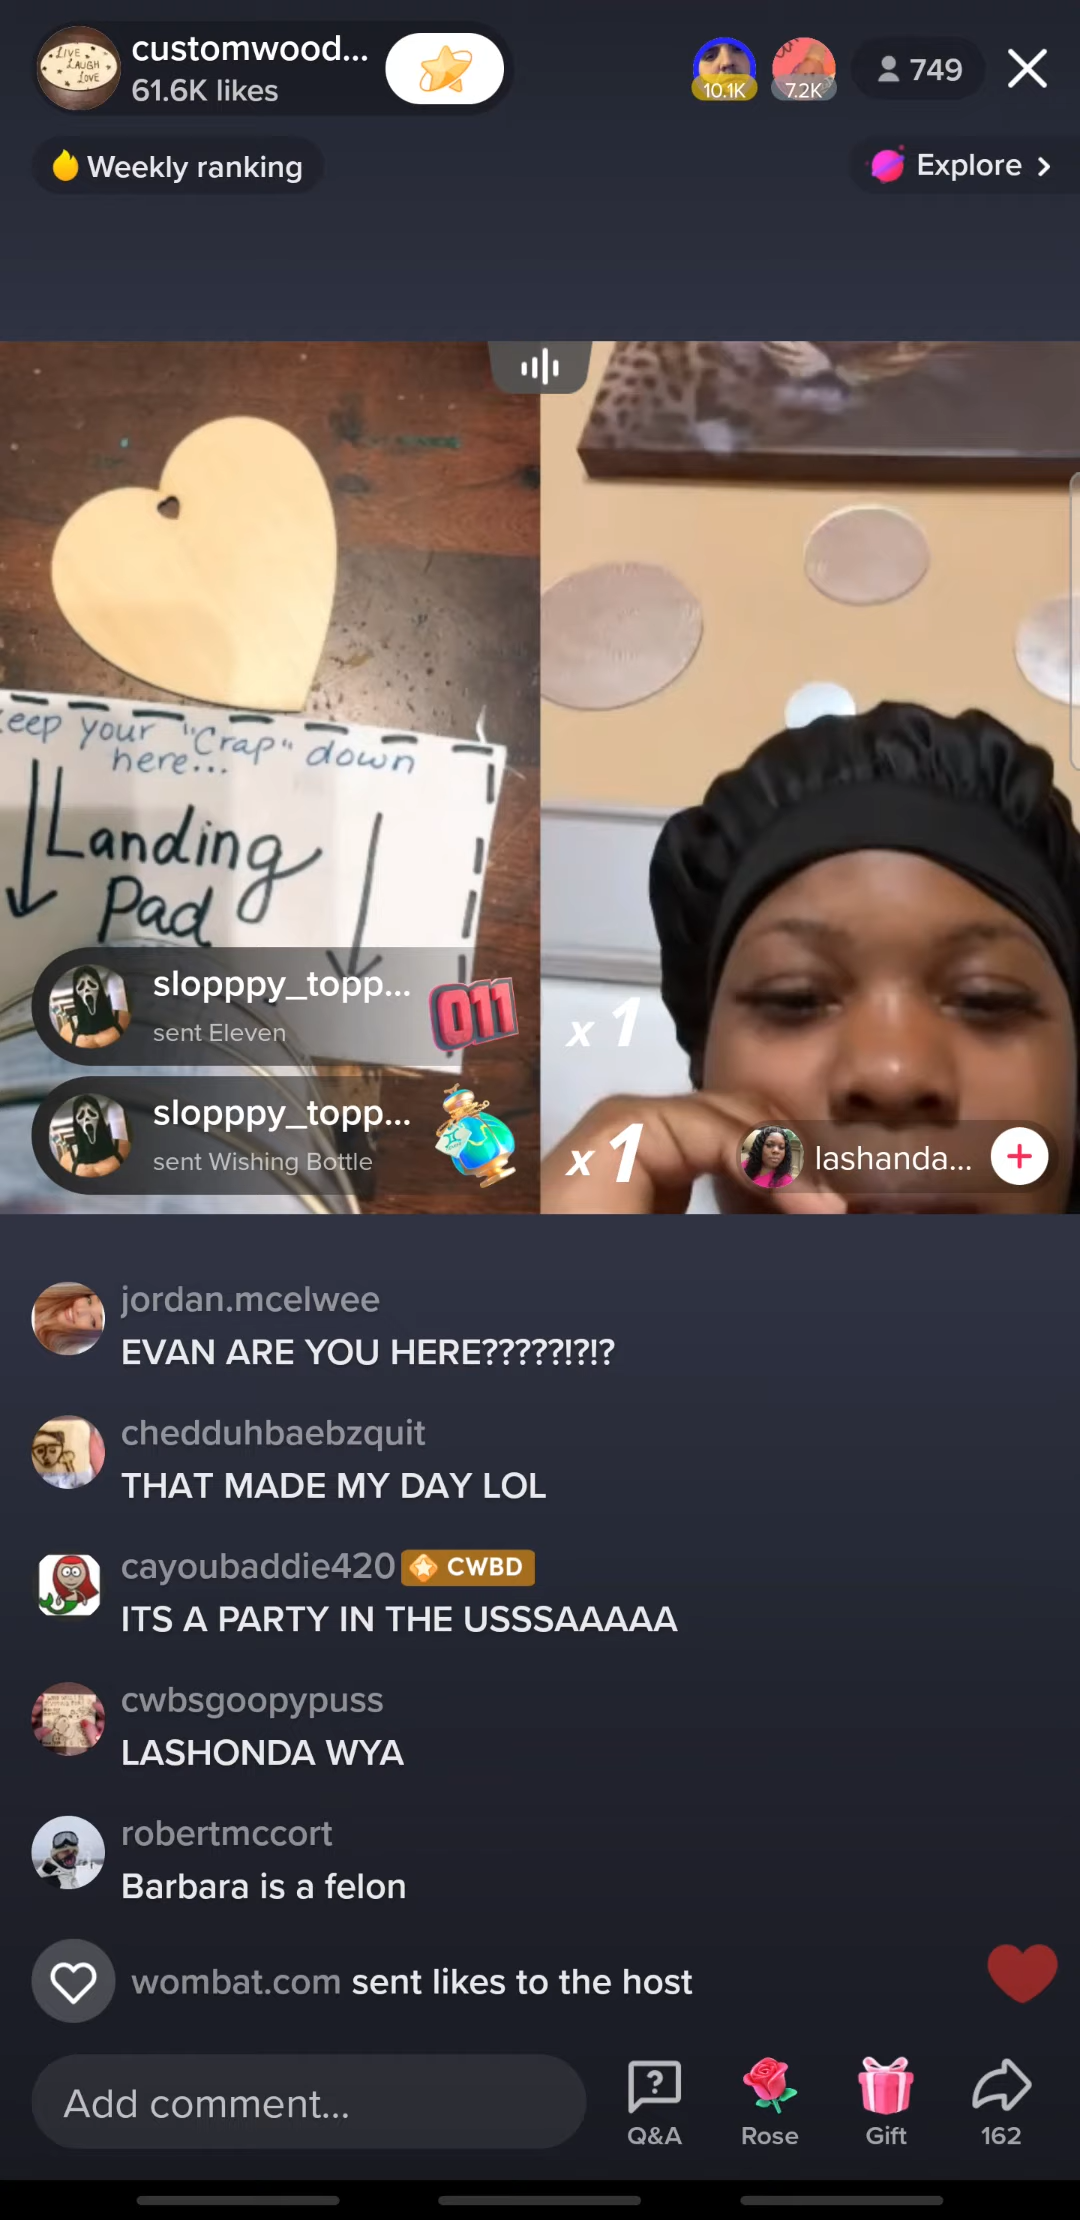 LIVE
LAUGH
LOVE
customwood...
61.6K likes
10.1K
7.2K
749
Weekly ranking
Explore
eep your "Crap" down
here...
Landing
Pad
slopppy_topp...
sent Eleven
011
x 1
slopppy_topp...
sent Wishing Bottle
x 1
lashanda...
jordan.mcelwee
EVAN ARE YOU HERE?????!?!?
chedduhbaebzquit
THAT MADE MY DAY LOL
cayoubaddie420 CWBD
ITS A PARTY IN THE USSSAAAAA
cwbsgoopypuss
LASHONDA WYA
robertmccort
Barbara is a felon
wombat.com sent likes to the host
Add comment...
Q&A
Rose
Gift
162